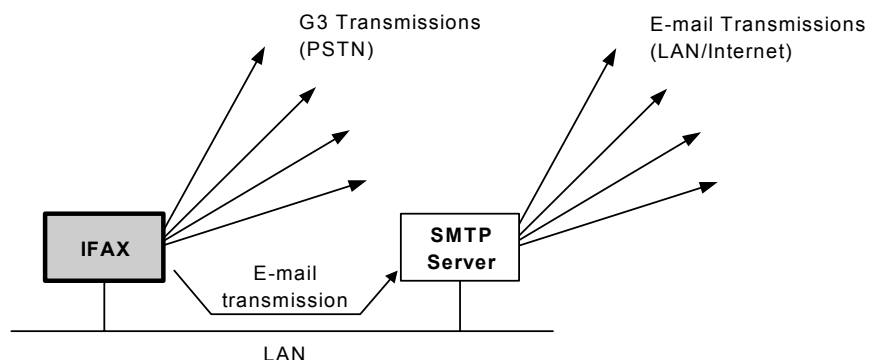 G3 Transmissions
(PSTN)
E-mail Transmissions
(LAN/Internet)
IFAX
SMTP
Server
E-mail
transmission
LAN